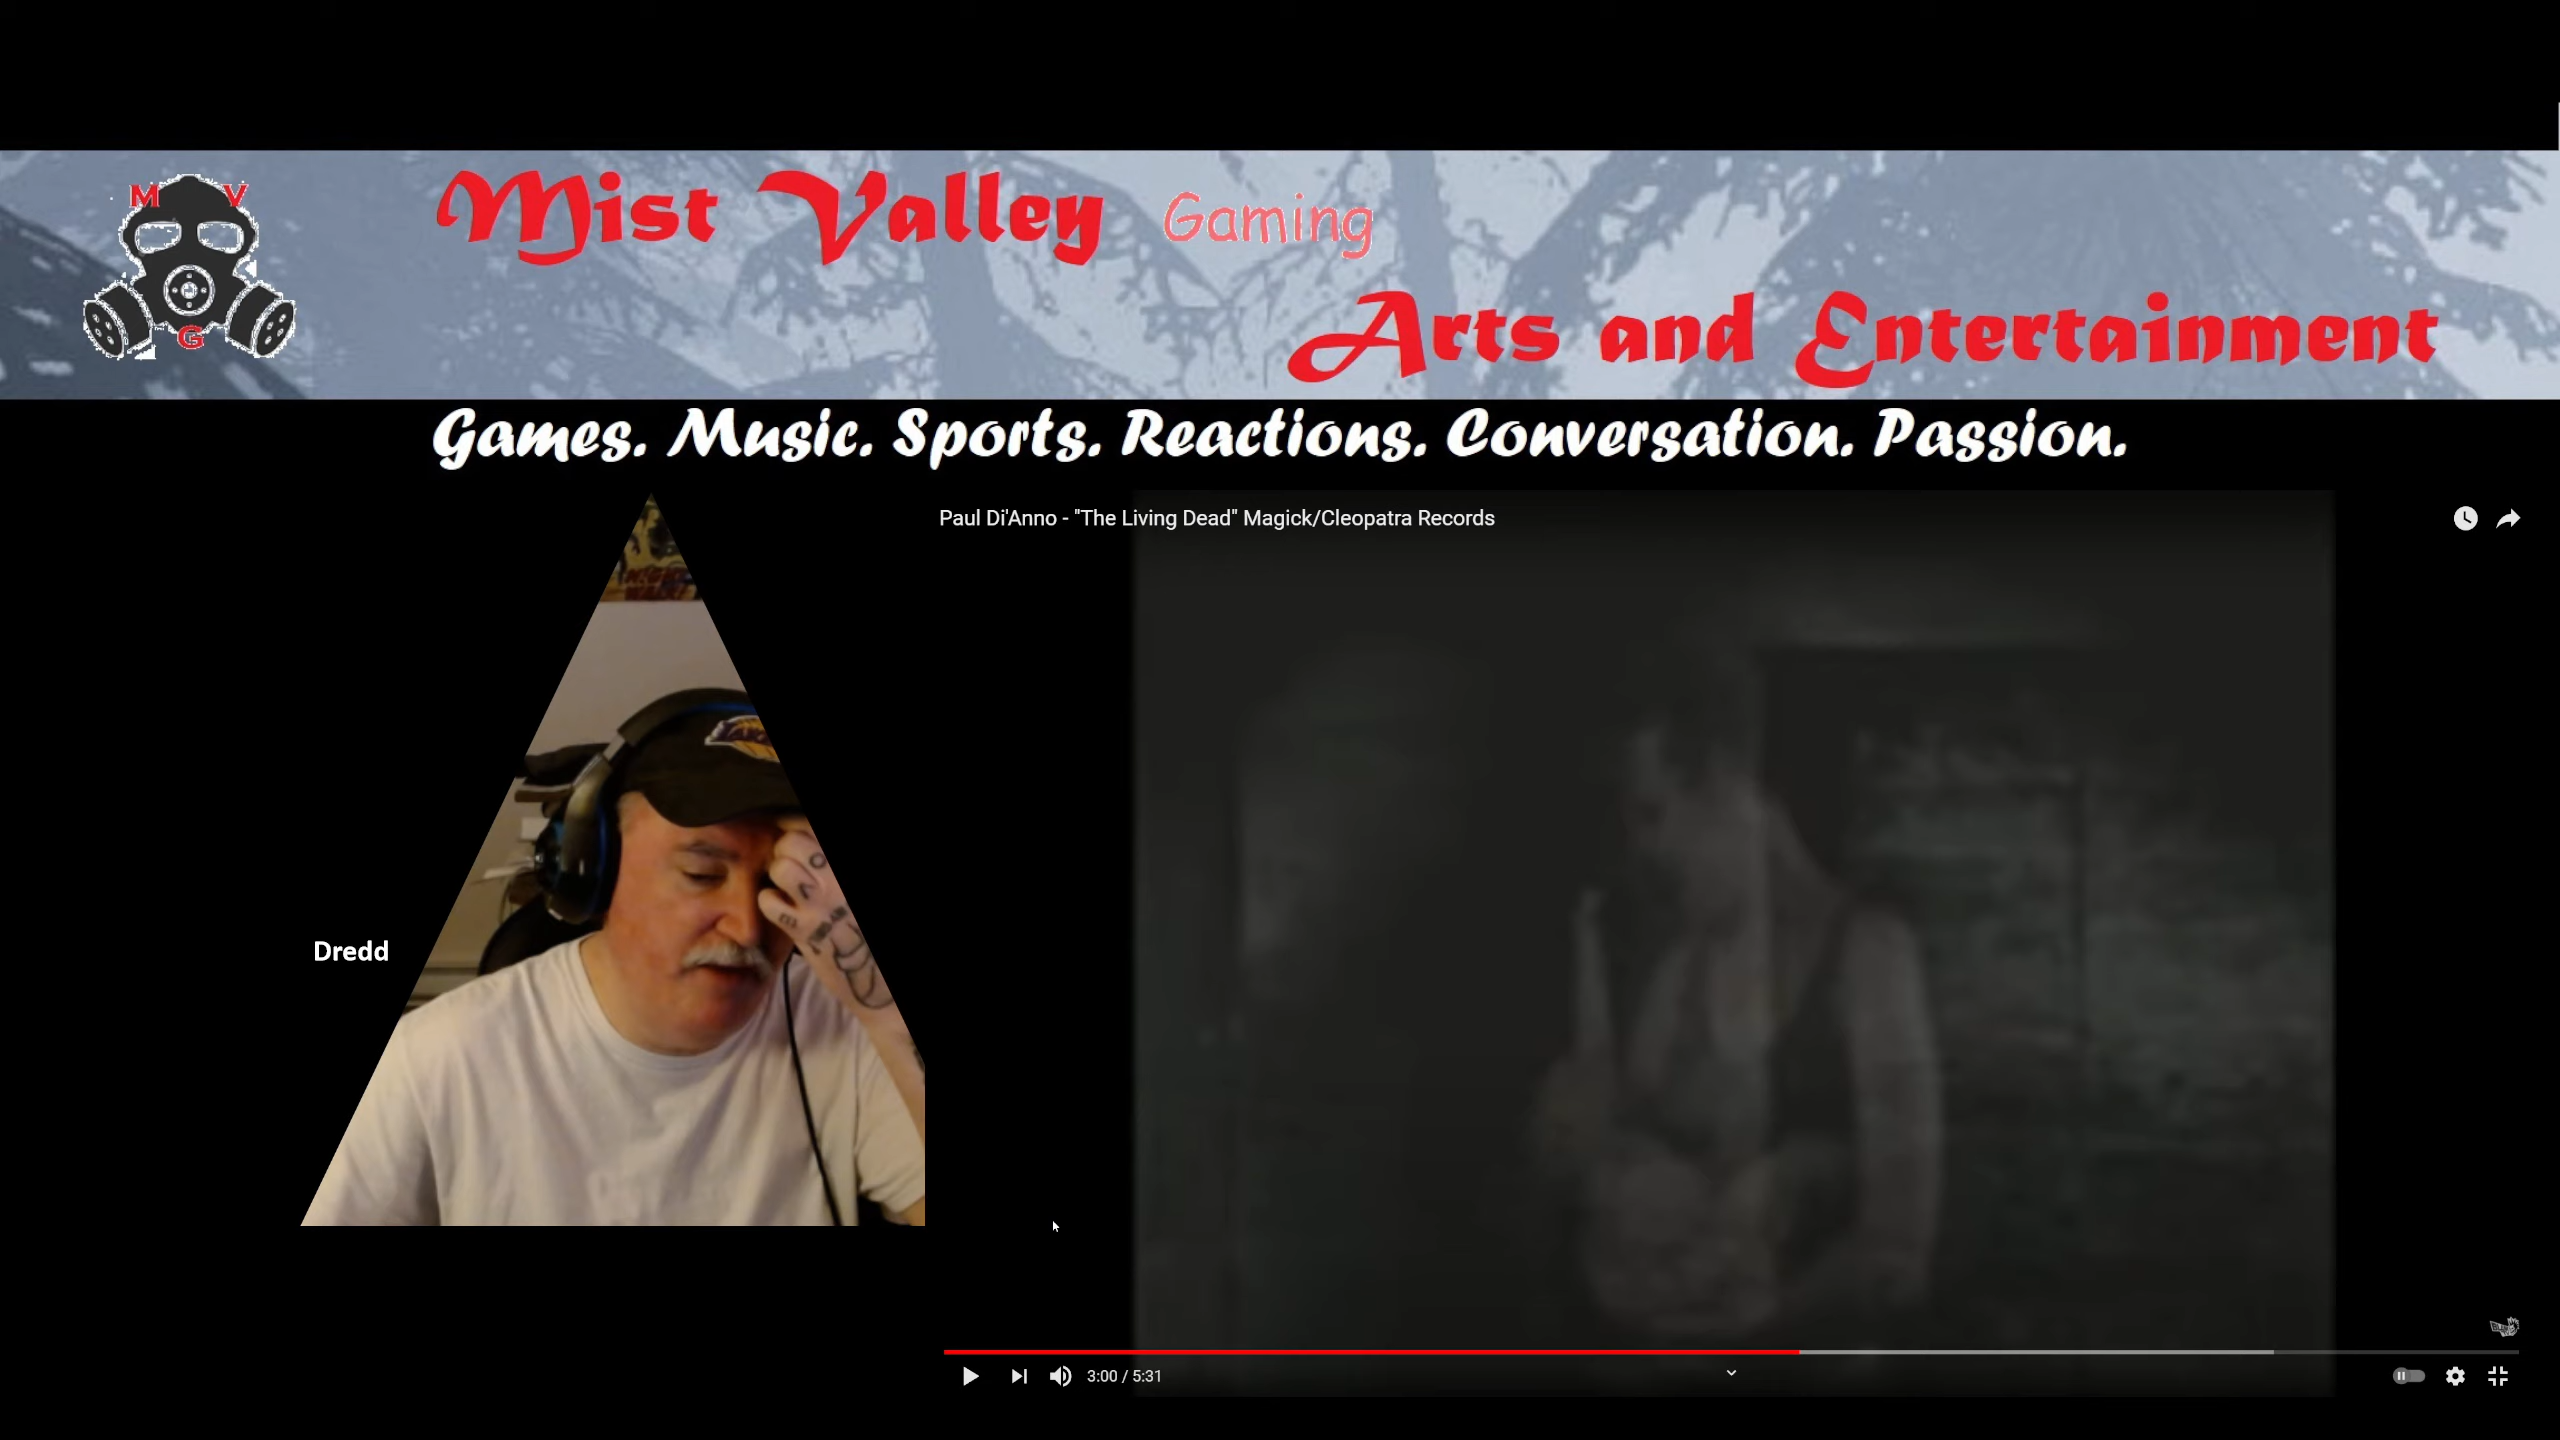 M V
G
Mist Valley Gaming
Arts and Entertainment
Games. Music. Sports. Reactions. Conversation. Passion.
Paul Di'Anno - "The Living Dead" Magick/Cleopatra Records
Dredd
3:00 / 5:31